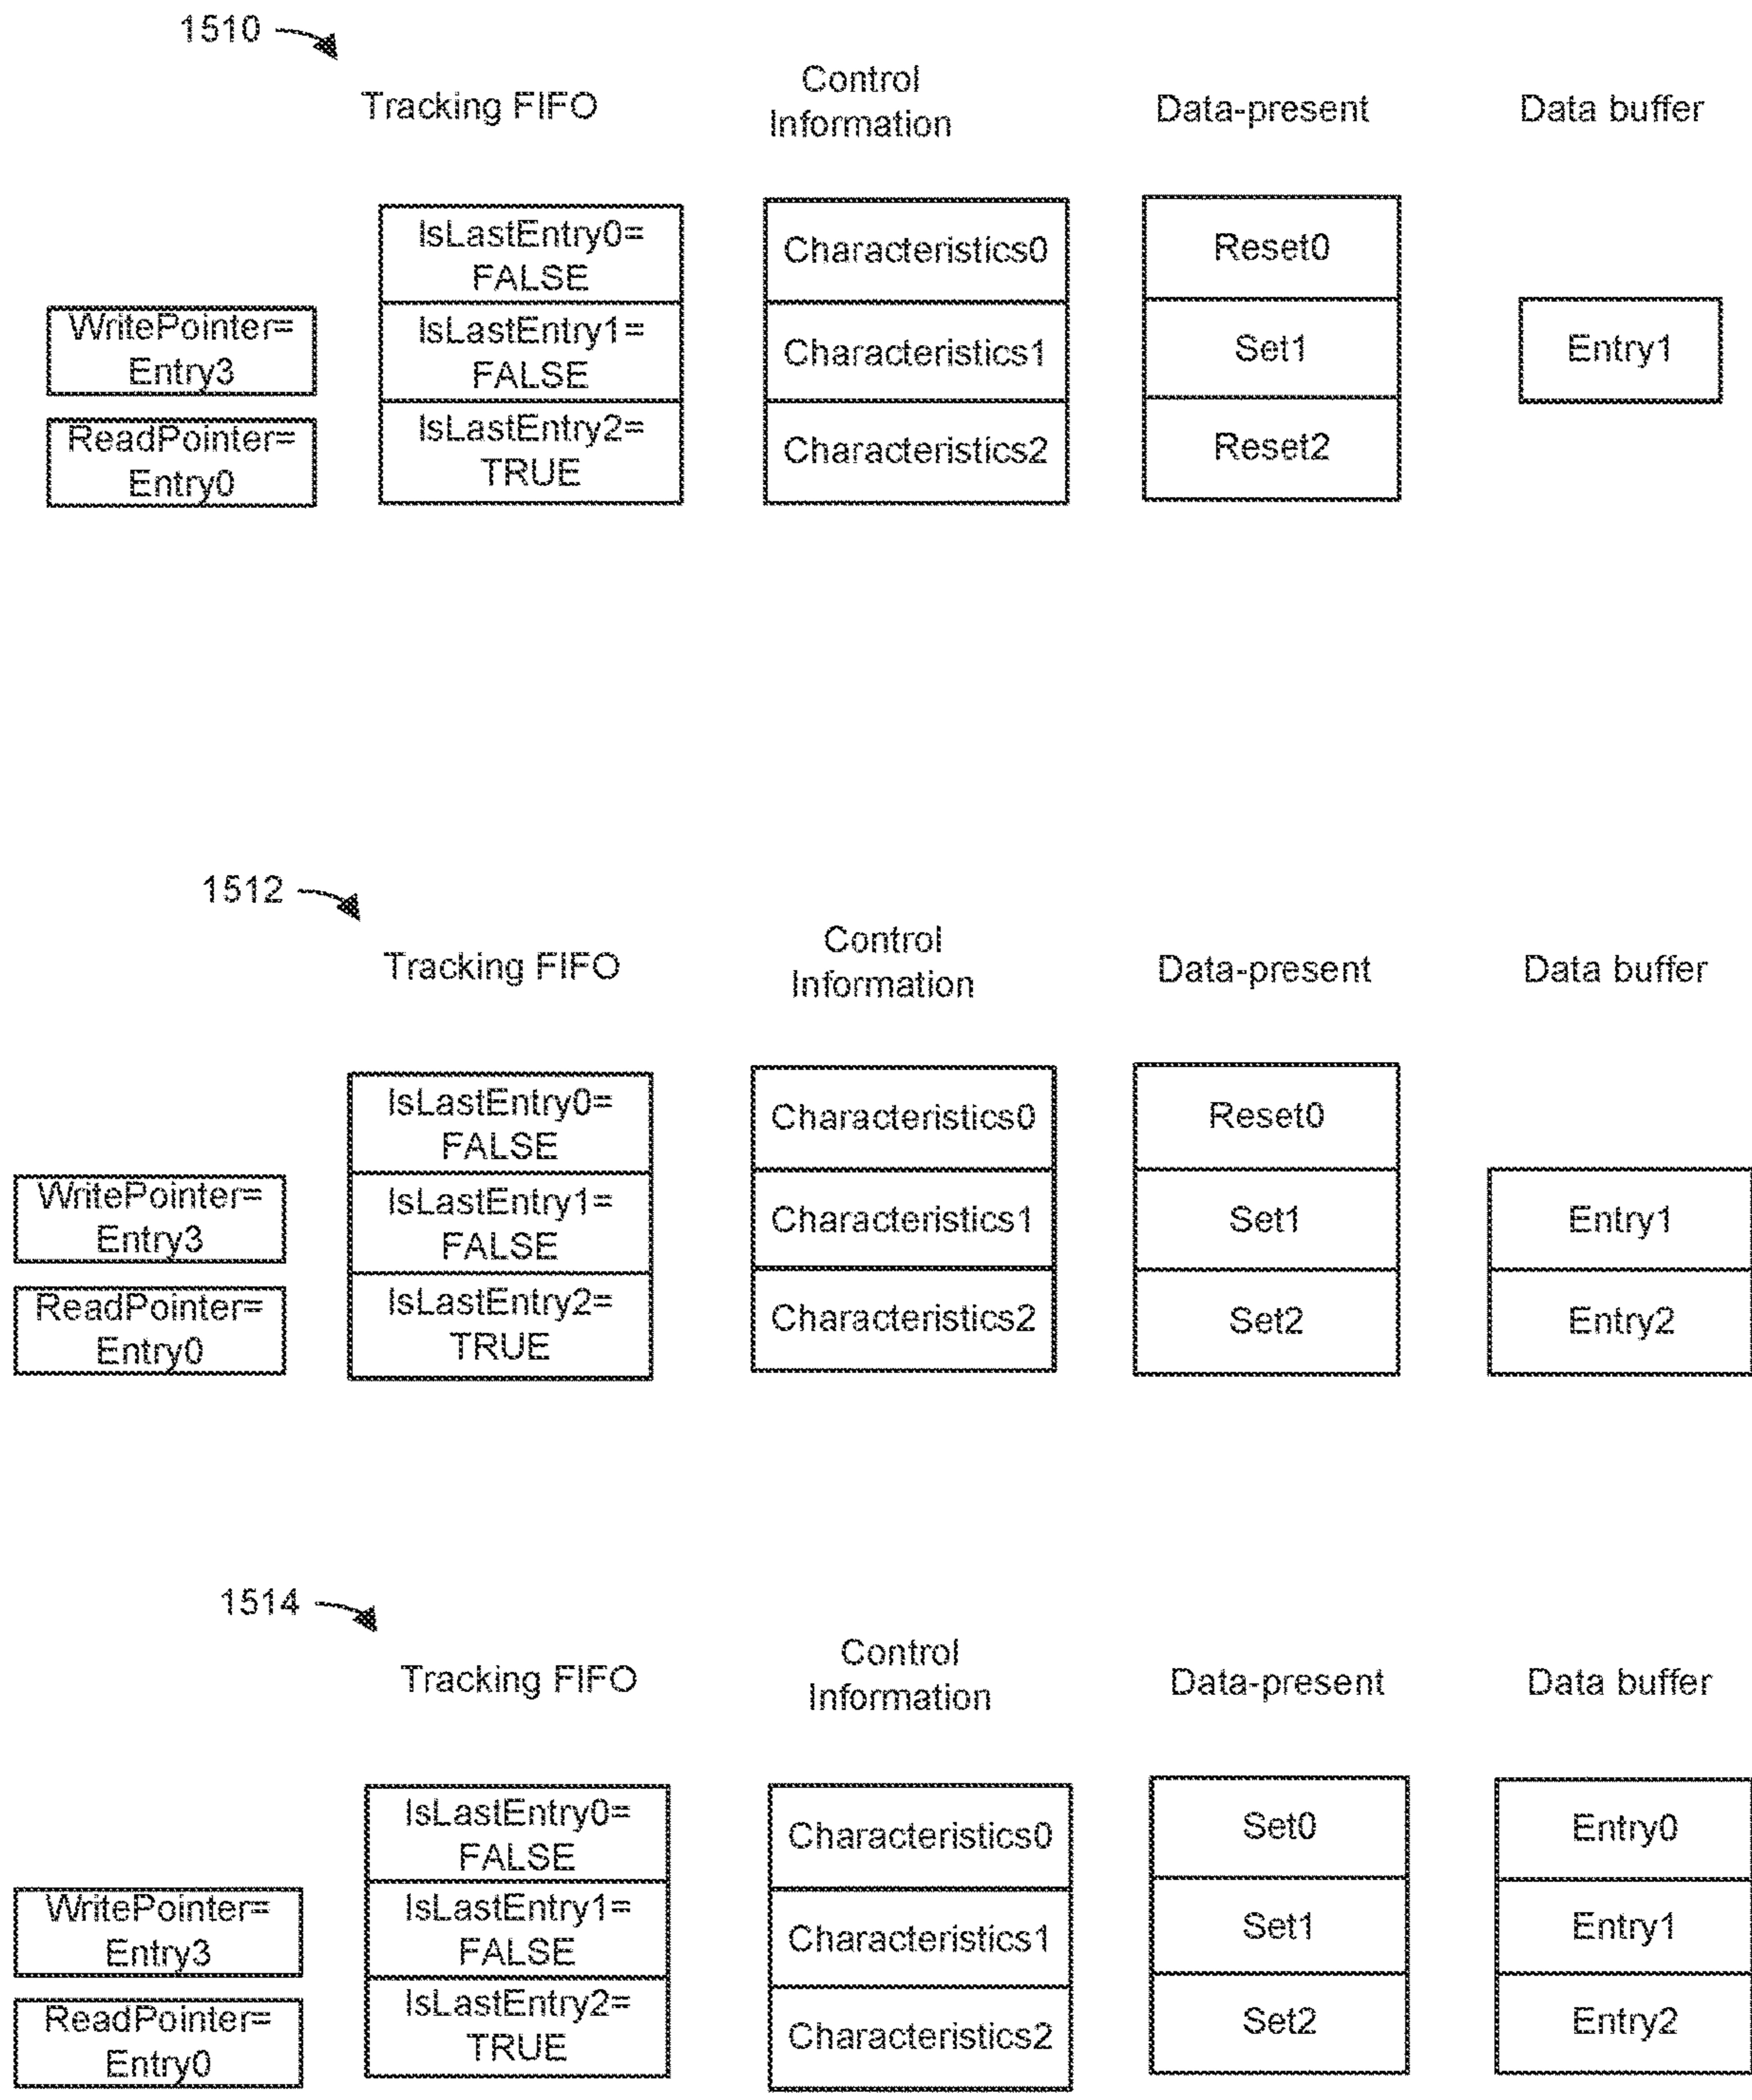 1510
Tracking FIFO
Control
Information
Data-present
Data buffer
IsLastEntry0=
FALSE
Characteristics0
Reset0
WritePointer=
Entry3
IsLastEntry1=
FALSE
Characteristics1
Set1
Entry1
ReadPointer=
Entry0
IsLastEntry2=
TRUE
Characteristics2
Reset2
1512
Tracking FIFO
Control
Information
Data-present
Data buffer
IsLastEntry0=
FALSE
Characteristics0
Reset0
WritePointer=
Entry3
IsLastEntry1=
FALSE
Characteristics1
Set1
Entry1
ReadPointer=
Entry0
IsLastEntry2=
TRUE
Characteristics2
Set2
Entry2
1514
Tracking FIFO
Control
Information
Data-present
Data buffer
IsLastEntry0=
FALSE
Characteristics0
Set0
Entry0
WritePointer=
Entry3
IsLastEntry1=
FALSE
Characteristics1
Set1
Entry1
ReadPointer=
Entry0
IsLastEntry2=
TRUE
Characteristics2
Set2
Entry2